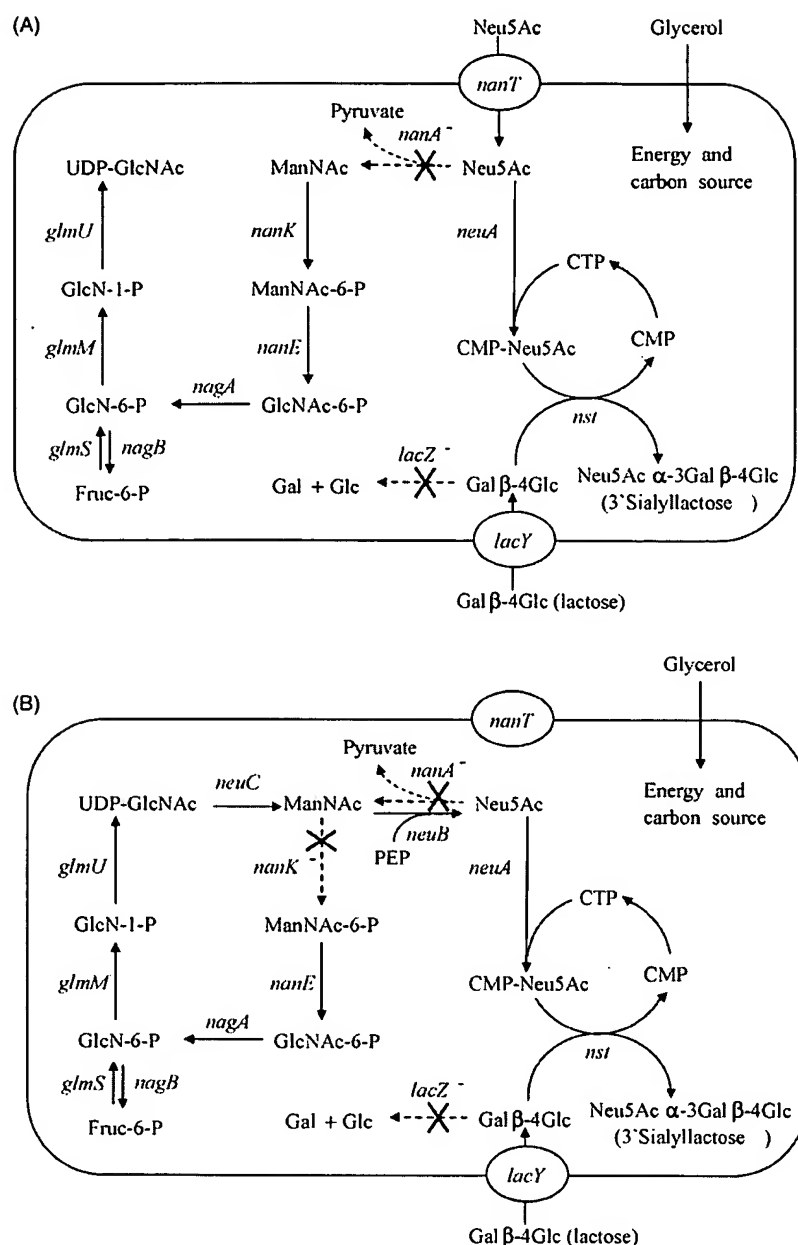 (A)
Neu5Ac
Glycerol
nanT
Pyruvate
nanA⁻
UDP-GlcNAc
ManNAc
Neu5Ac
Energy and
carbon source
glmU
nanK
neuA
CTP
GlcN-1-P
ManNAc-6-P
CMP-Neu5Ac
CMP
glmM
nanE
nagA
nst
GlcN-6-P
GlcNAc-6-P
glmS
nagB
lacZ⁻
Gal + Glc
Gal β-4Glc
Neu5Ac α-3Gal β-4Glc
(3`Sialyllactose )
Fruc-6-P
lacY
Gal β-4Glc (lactose)
(B)
Glycerol
nanT
Pyruvate
nanA⁻
neuC
UDP-GlcNAc
ManNAc
Neu5Ac
Energy and
carbon source
neuB
PEP
glmU
nanK⁻
neuA
CTP
GlcN-1-P
ManNAc-6-P
CMP-Neu5Ac
CMP
glmM
nanE
nagA
nst
GlcN-6-P
GlcNAc-6-P
glmS
nagB
lacZ⁻
Gal + Glc
Gal β-4Glc
Neu5Ac α-3Gal β-4Glc
(3`Sialyllactose )
Fruc-6-P
lacY
Gal β-4Glc (lactose)